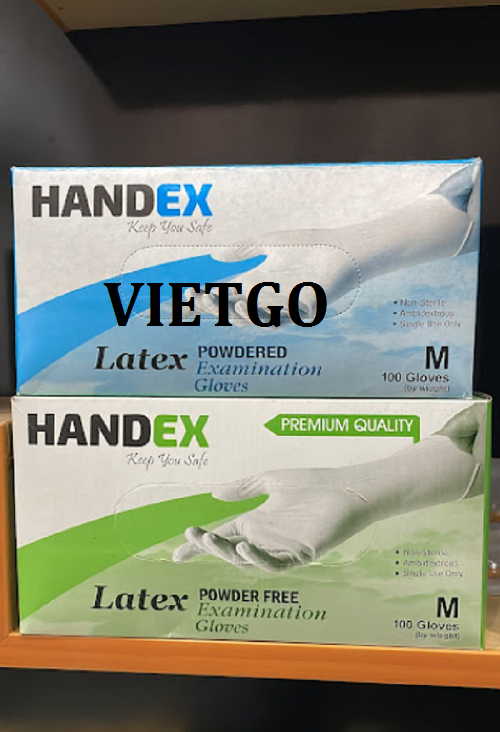 HANDEX
Keep You Safe
VIETGO
• Non-Sterile
• Ambidextrous
• Single Use Only
Latex POWDERED
Examination
Gloves
M
100 Gloves
(by wieght)
HANDEX
Keep You Safe
PREMIUM QUALITY
• Non-Sterile
• Ambidextrous
• Single Use Only
Latex POWDER FREE
Examination
Gloves
M
100 Gloves
(by wieght)